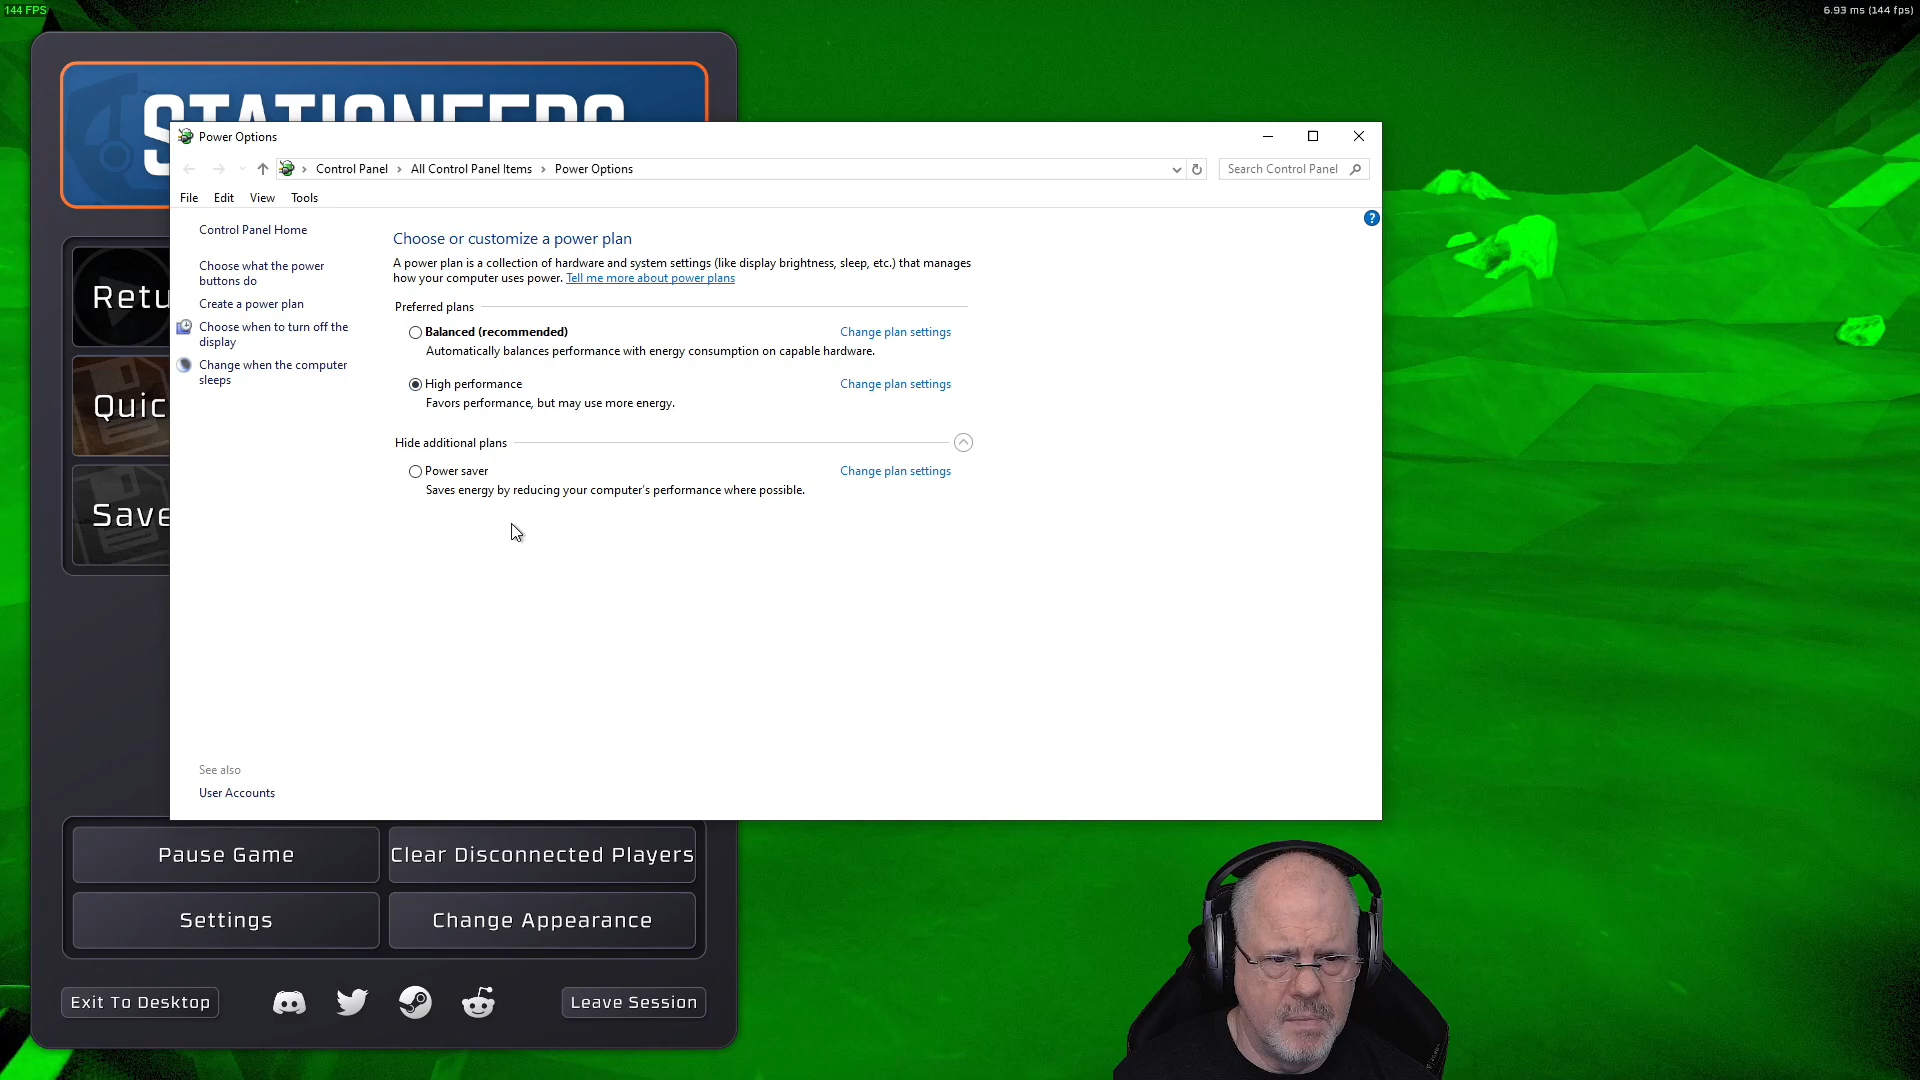 144 FPS
6.93 ms (144 fps)
STATIONEERS
Power Options
Control Panel
All Control Panel Items
Power Options
Search Control Panel
File
Edit
View
Tools
?
Control Panel Home
Choose what the power
buttons do
Create a power plan
Choose when to turn off the
display
Change when the computer
sleeps
Choose or customize a power plan
A power plan is a collection of hardware and system settings (like display brightness, sleep, etc.) that manages
how your computer uses power. Tell me more about power plans
Preferred plans
Balanced (recommended)
Change plan settings
Automatically balances performance with energy consumption on capable hardware.
High performance
Change plan settings
Favors performance, but may use more energy.
Hide additional plans
Power saver
Change plan settings
Saves energy by reducing your computer's performance where possible.
See also
User Accounts
Retu
Quic
Save
Pause Game
Clear Disconnected Players
Settings
Change Appearance
Exit To Desktop
Leave Session